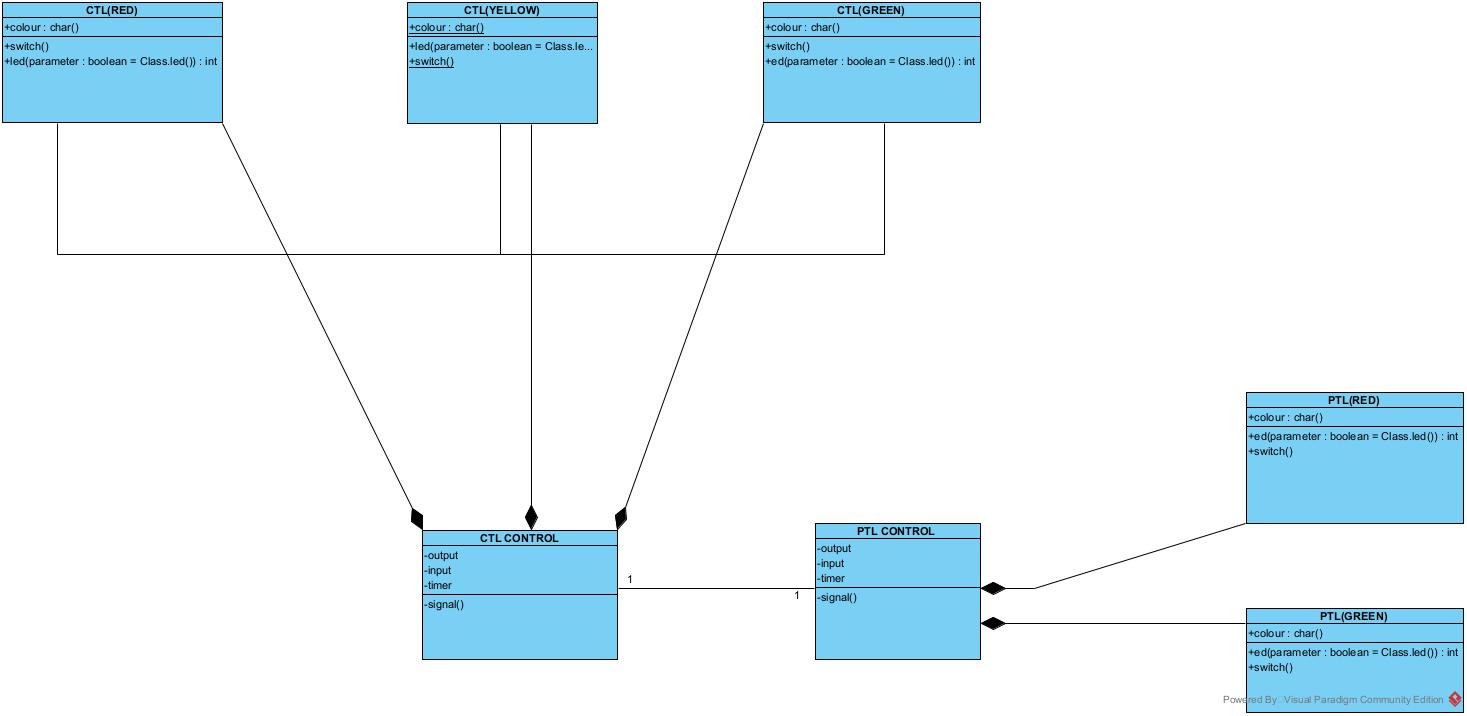 CTL(RED)
+colour : char()
+switch()
+led(parameter : boolean = Class.led()) : int
CTL(YELLOW)
+colour : char()
+led(parameter : boolean = Class.le...
+switch()
CTL(GREEN)
+colour : char()
+switch()
+ed(parameter : boolean = Class.led()) : int
PTL(RED)
+colour : char()
+ed(parameter : boolean = Class.led()) : int
+switch()
CTL CONTROL
-output
-input
-timer
-signal()
1
1
PTL CONTROL
-output
-input
-timer
-signal()
PTL(GREEN)
+colour : char()
+ed(parameter : boolean = Class.led()) : int
+switch()
Powered By Visual Paradigm Community Edition